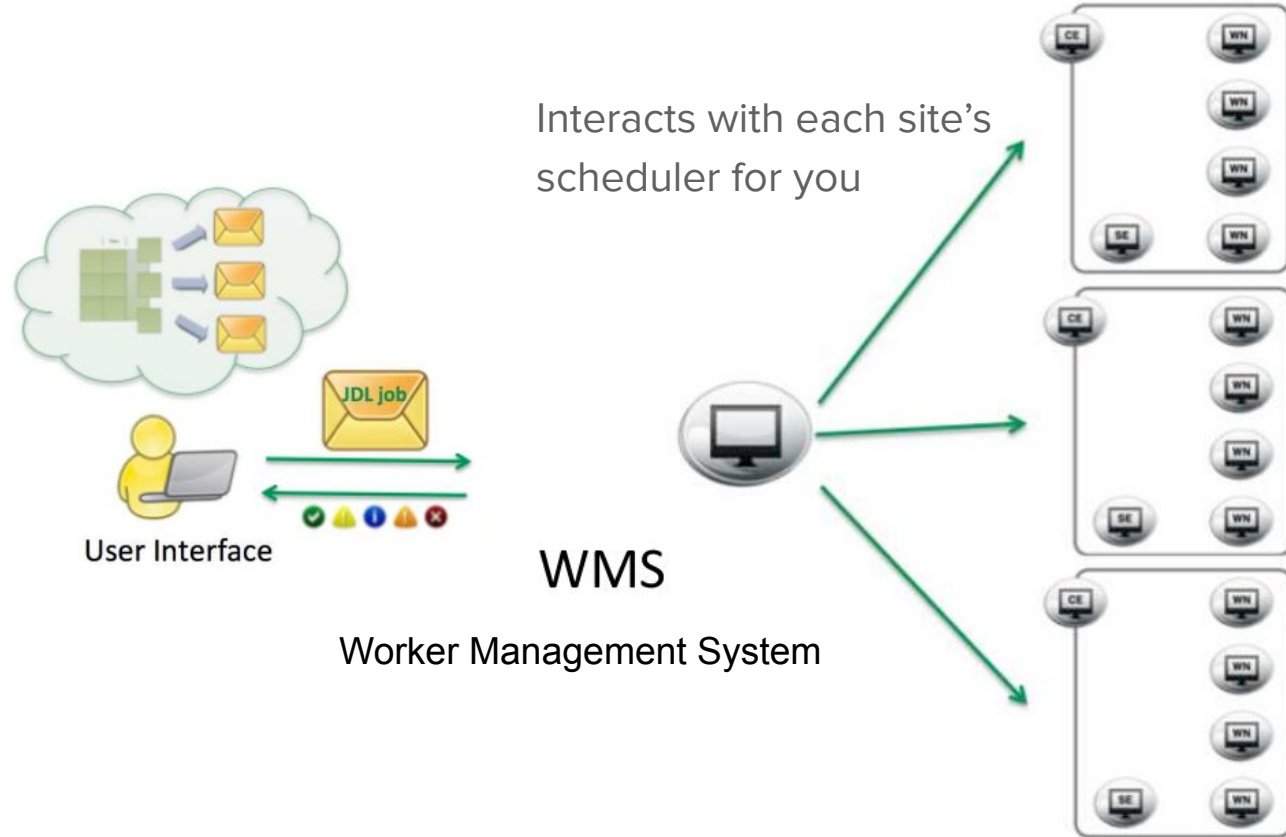 Interacts with each site's
scheduler for you
JDL job
User Interface
WMS
Worker Management System
CE
WN
WN
WN
SE
WN
CE
WN
WN
WN
SE
WN
CE
WN
WN
WN
SE
WN